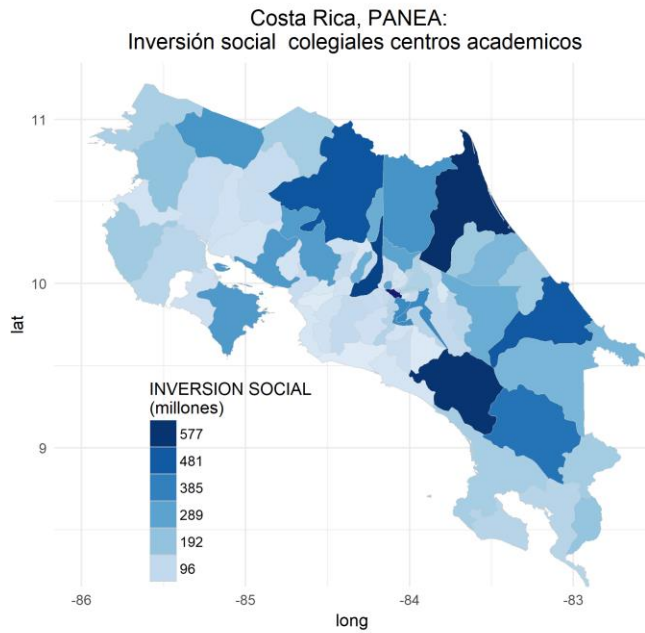 Costa Rica, PANEA:
Inversión social colegiales centros academicos
11
10
9
lat
INVERSION SOCIAL
(millones)
577
481
385
289
192
96
-86
-85
-84
-83
long